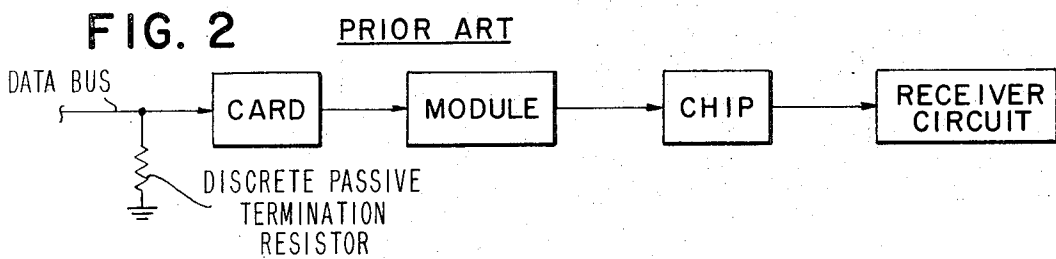 FIG. 2
PRIOR ART
DATA BUS
CARD
MODULE
CHIP
RECEIVER
CIRCUIT
DISCRETE PASSIVE
TERMINATION
RESISTOR